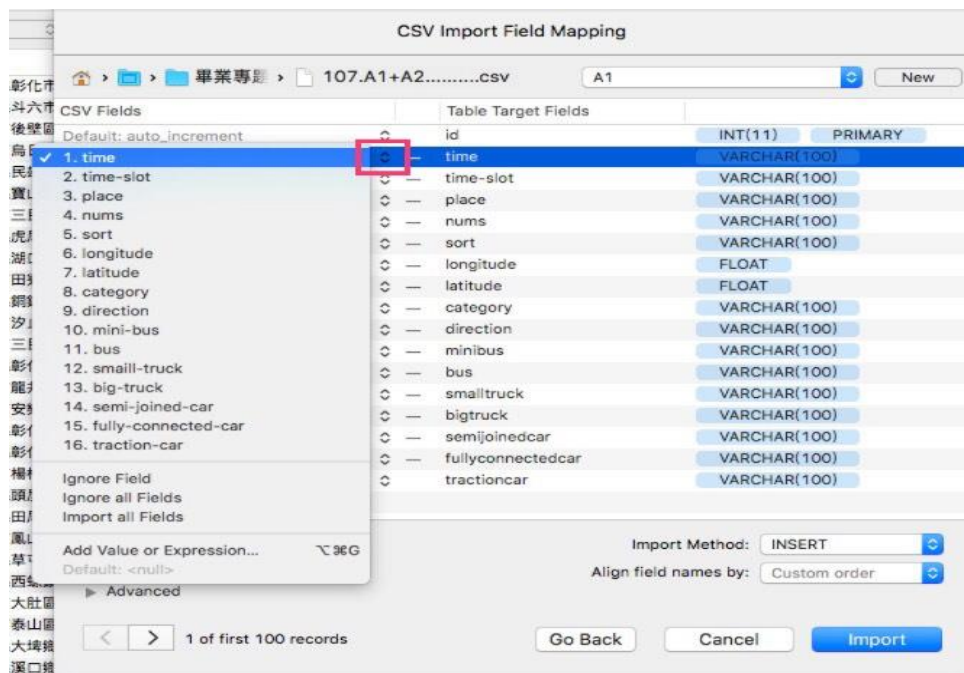 CSV Import Field Mapping
畢業專題 107.A1+A2..........csv A1 New
CSV Fields Table Target Fields
Default: auto_increment id INT(11) PRIMARY
1. time time VARCHAR(100)
2. time-slot time-slot VARCHAR(100)
3. place place VARCHAR(100)
4. nums nums VARCHAR(100)
5. sort sort VARCHAR(100)
6. longitude longitude FLOAT
7. latitude latitude FLOAT
8. category category VARCHAR(100)
9. direction direction VARCHAR(100)
10. mini-bus minibus VARCHAR(100)
11. bus bus VARCHAR(100)
12. smaill-truck smalltruck VARCHAR(100)
13. big-truck bigtruck VARCHAR(100)
14. semi-joined-car semijoinedcar VARCHAR(100)
15. fully-connected-car fullyconnectedcar VARCHAR(100)
16. traction-car tractioncar VARCHAR(100)
Ignore Field
Ignore all Fields
Import all Fields
Add Value or Expression... ⌥⌘G
Default: <null>
Import Method: INSERT
Align field names by: Custom order
Advanced
1 of first 100 records Go Back Cancel Import
彰化市
斗六市
後壁區
大肚區
泰山區
大埤鄉
溪口鄉